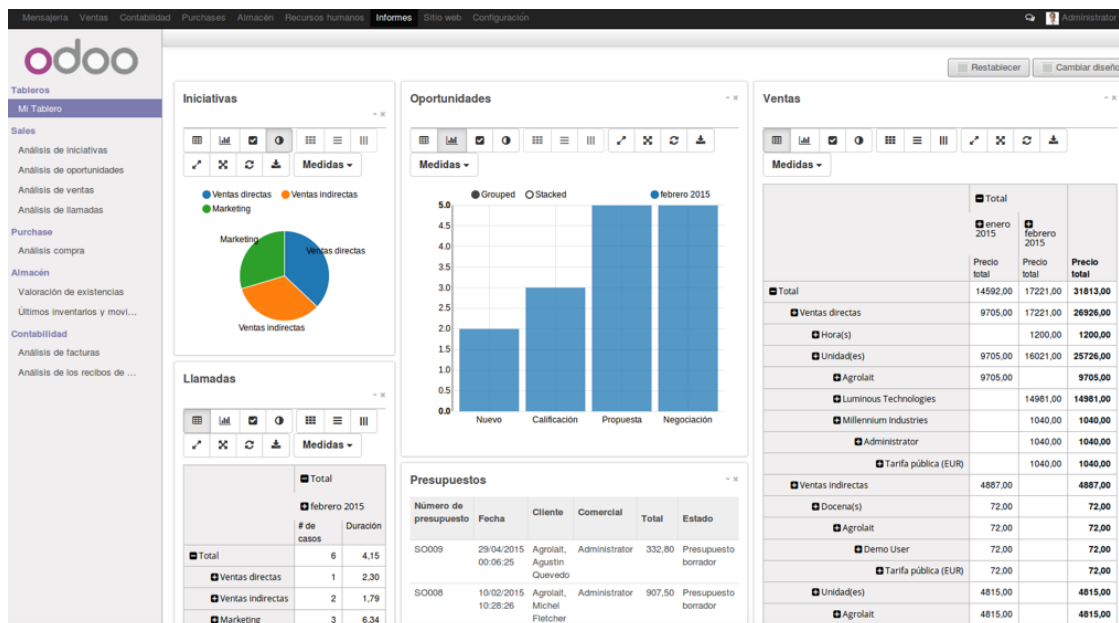 Mensajería Ventas Contabilidad Purchases Almacén Recursos humanos Informes Sitio web Configuración Administrator
odoo
Tableros
Mi Tablero
Sales
Análisis de iniciativas
Análisis de oportunidades
Análisis de ventas
Análisis de llamadas
Purchase
Análisis compra
Almacén
Valoración de existencias
Últimos inventarios y movi...
Contabilidad
Análisis de facturas
Análisis de los recibos de ...
Restablecer Cambiar diseño
Iniciativas
Medidas
Ventas directas Ventas indirectas
Marketing
Marketing
Ventas directas
Ventas indirectas
Llamadas
Medidas
Total
febrero 2015
# de casos Duración
Total 6 4,15
Ventas directas 1 2,30
Ventas indirectas 2 1,79
Marketing 3 6,34
Oportunidades
Medidas
Grouped Stacked febrero 2015
5.0
4.5
4.0
3.5
3.0
2.5
2.0
1.5
1.0
0.5
0.0
Nuevo Calificación Propuesta Negociación
Presupuestos
Número de presupuesto Fecha Cliente Comercial Total Estado
SO009 29/04/2015 00:06:25 Agrolait, Agustin Quevedo Administrator 332,80 Presupuesto borrador
SO008 10/02/2015 10:28:26 Agrolait, Michel Fletcher Administrator 907,50 Presupuesto borrador
Ventas
Medidas
Total
enero 2015 febrero 2015
Precio total Precio total Precio total
Total 14592,00 17221,00 31813,00
Ventas directas 9705,00 17221,00 26926,00
Hora(s) 1200,00 1200,00
Unidad(es) 9705,00 16021,00 25726,00
Agrolait 9705,00 9705,00
Luminous Technologies 14981,00 14981,00
Millennium Industries 1040,00 1040,00
Administrator 1040,00 1040,00
Tarifa pública (EUR) 1040,00 1040,00
Ventas indirectas 4887,00 4887,00
Docena(s) 72,00 72,00
Agrolait 72,00 72,00
Demo User 72,00 72,00
Tarifa pública (EUR) 72,00 72,00
Unidad(es) 4815,00 4815,00
Agrolait 4815,00 4815,00